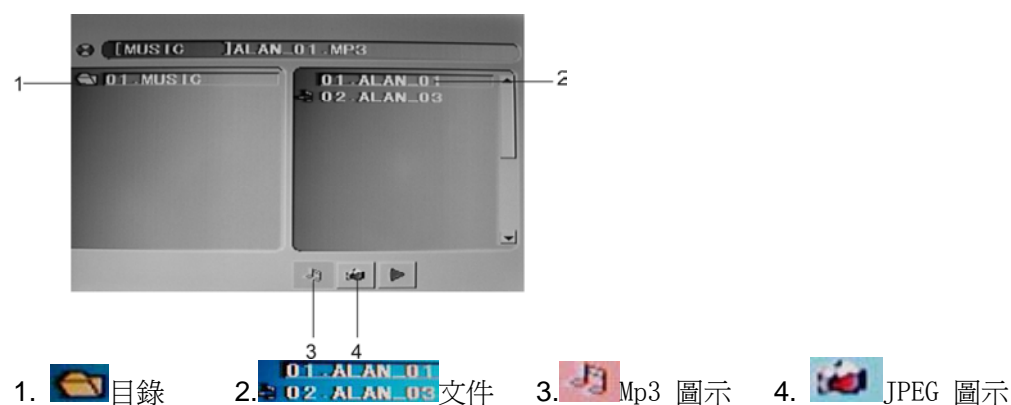 [MUSIC ]ALAN_01.MP3
1 01.MUSIC 01.ALAN_01 2
02.ALAN_03
3 4
1. 目錄 2. 01.ALAN_01 02.ALAN_03 文件 3. Mp3 圖示 4. JPEG 圖示